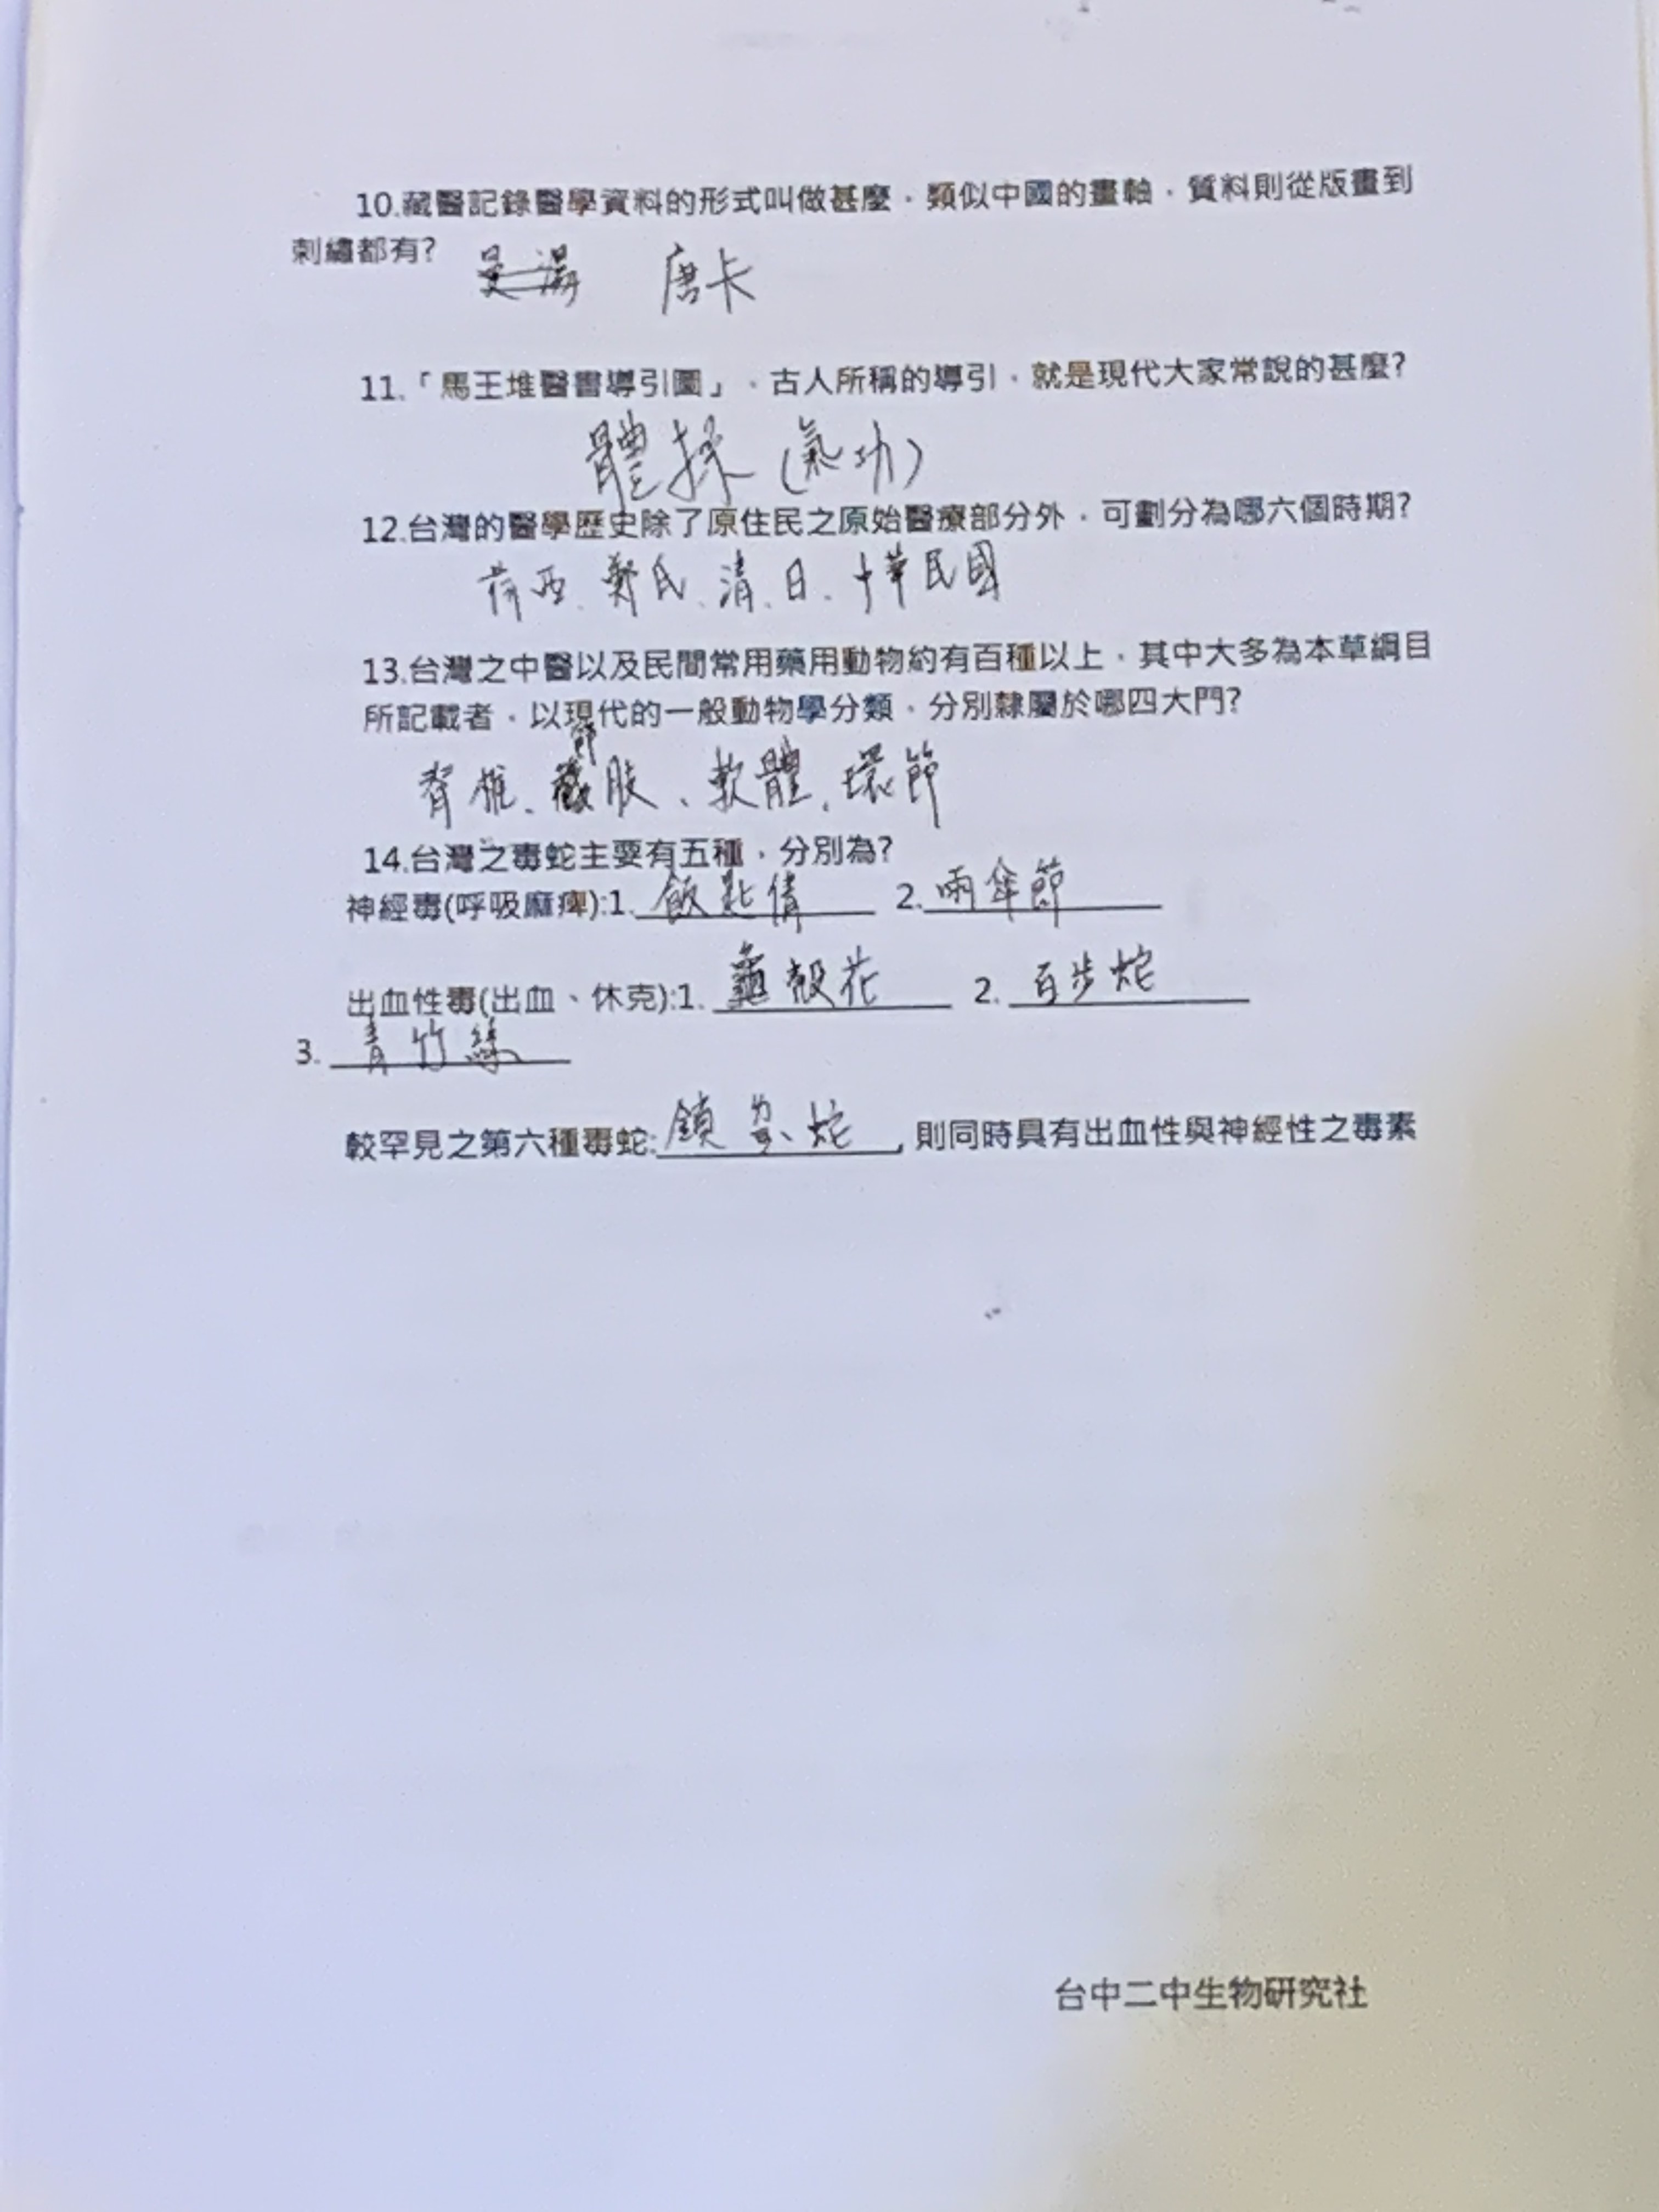 10.藏醫記錄醫學資料的形式叫做甚麼，類似中國的畫軸，質料則從版畫到
刺繡都有?
唐卡
11.「馬王堆醫書導引圖」，古人所稱的導引，就是現代大家常說的甚麼?
體操 (氣功)
12.台灣的醫學歷史除了原住民之原始醫療部分外，可劃分為哪六個時期?
荷西、鄭氏、清、日、中華民國
13.台灣之中醫以及民間常用藥用動物約有百種以上，其中大多為本草綱目
所記載者，以現代的一般動物學分類，分別隸屬於哪四大門?
脊椎、節肢、軟體、環節
14.台灣之毒蛇主要有五種，分別為?
神經毒(呼吸麻痺):1. 飯匙倩 2. 雨傘節
出血性毒(出血、休克):1. 龜殼花 2. 百步蛇
3. 青竹絲
較罕見之第六種毒蛇: 鎖鍊蛇 ，則同時具有出血性與神經性之毒素
台中二中生物研究社